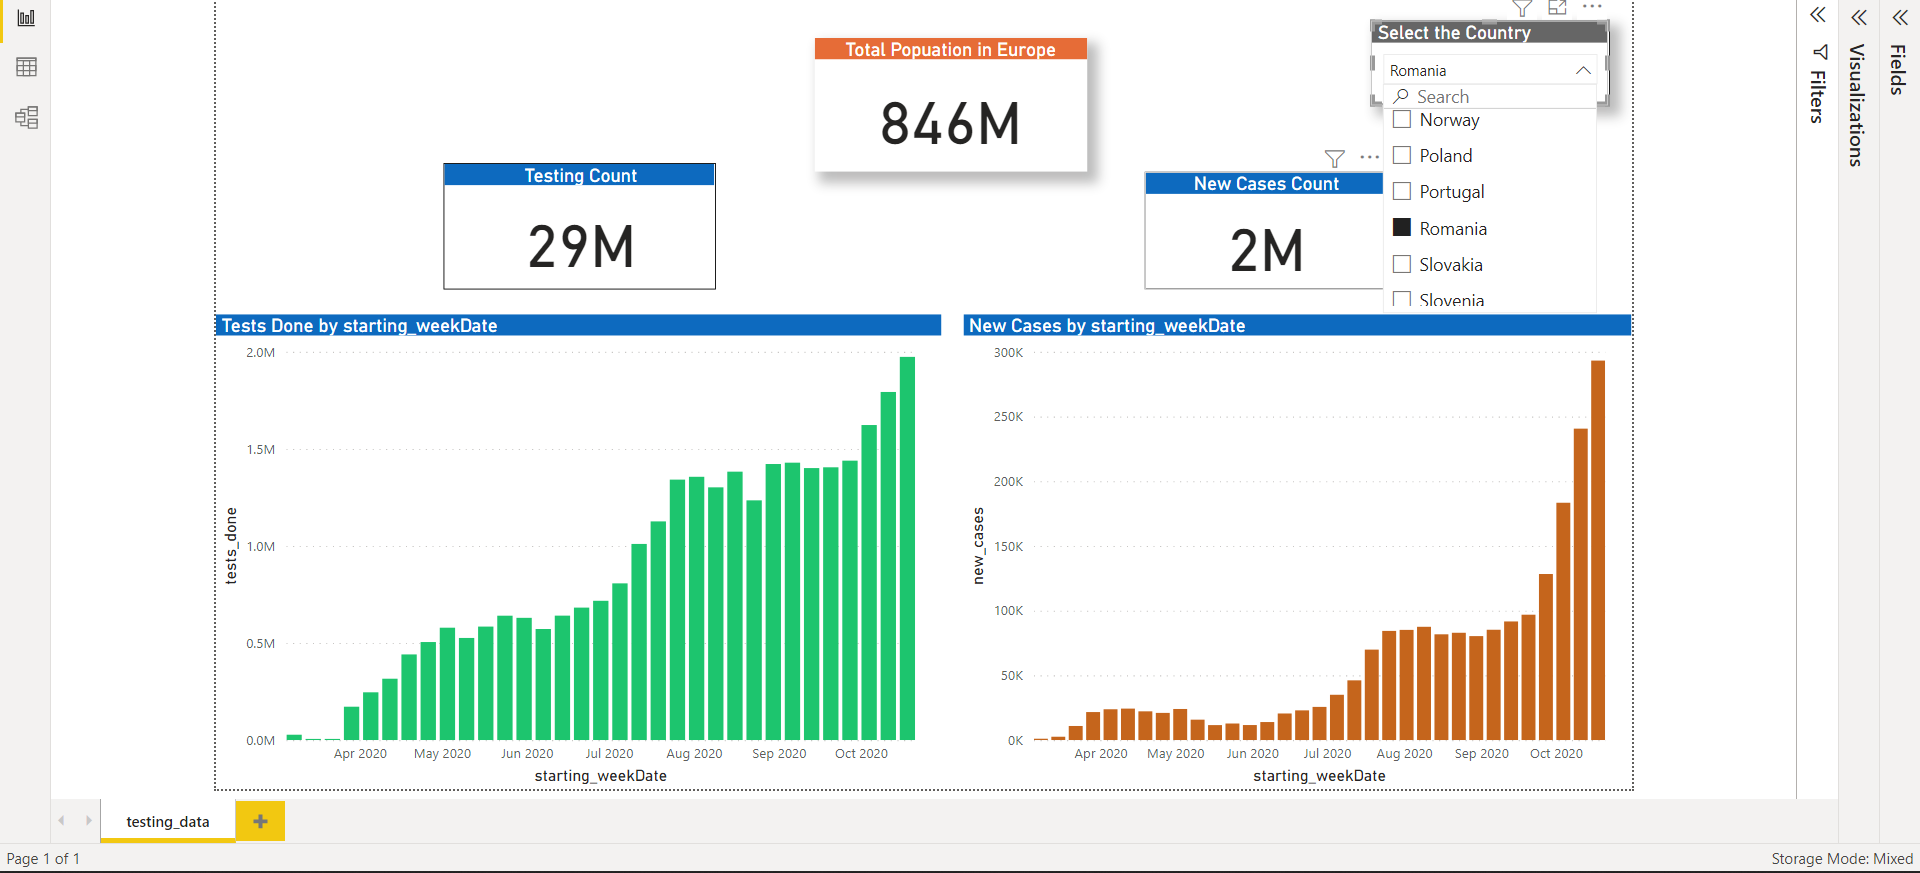 Total Popuation in Europe
846M
Select the Country
Romania
Search
Norway
Poland
Portugal
Romania
Slovakia
Slovenia
Testing Count
29M
New Cases Count
2M
Tests Done by starting_weekDate
2.0M
1.5M
1.0M
0.5M
0.0M
tests_done
Apr 2020 May 2020 Jun 2020 Jul 2020 Aug 2020 Sep 2020 Oct 2020
starting_weekDate
New Cases by starting_weekDate
300K
250K
200K
150K
100K
50K
0K
new_cases
Apr 2020 May 2020 Jun 2020 Jul 2020 Aug 2020 Sep 2020 Oct 2020
starting_weekDate
Filters
Visualizations
Fields
testing_data
Page 1 of 1
Storage Mode: Mixed